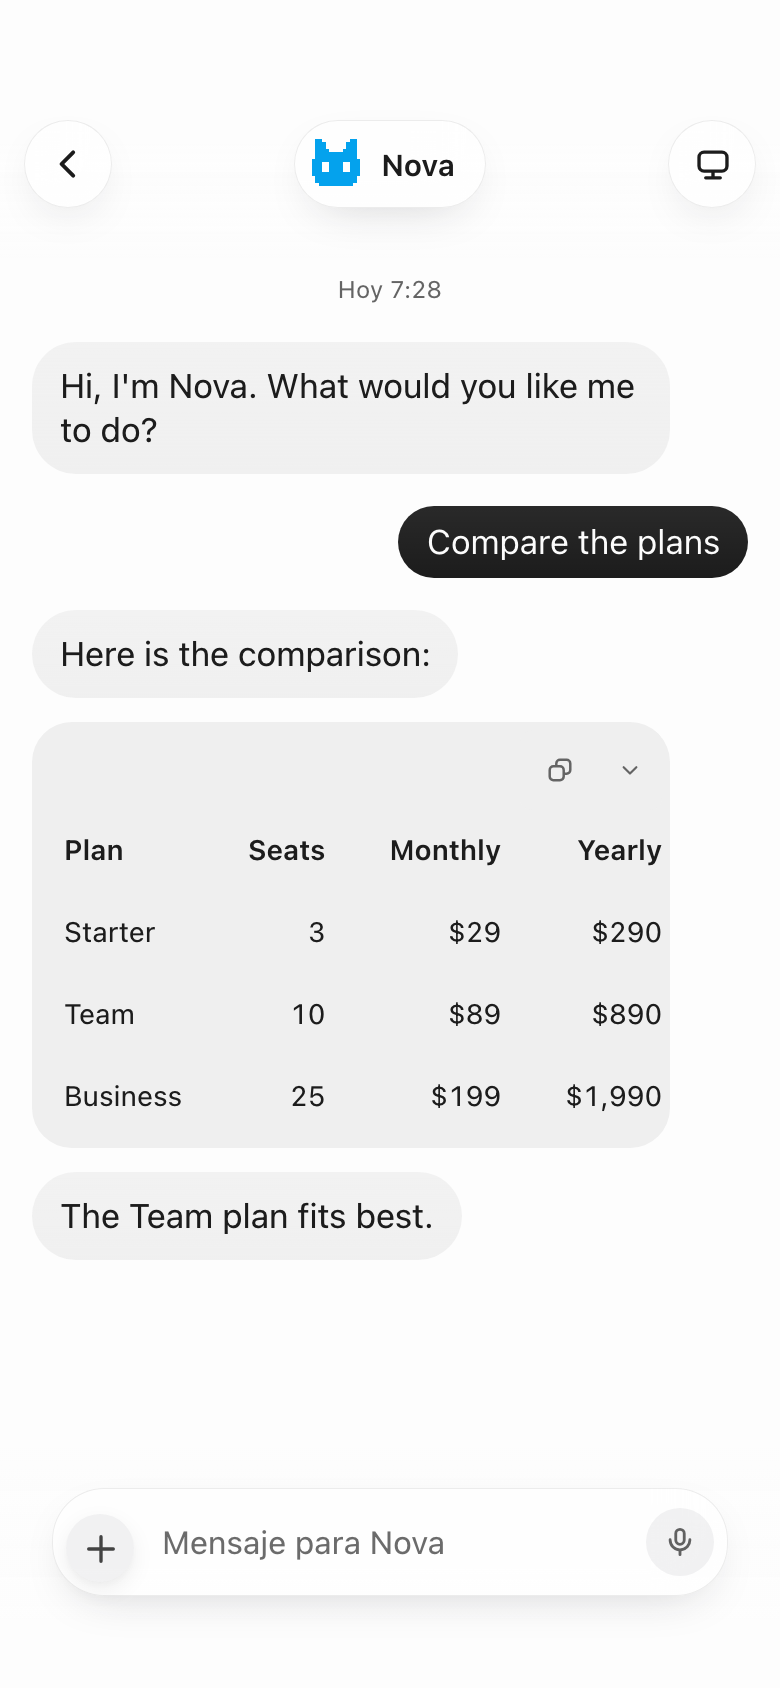 Nova
Hoy 7:28
Hi, I'm Nova. What would you like me
to do?
Compare the plans
Here is the comparison:
Plan Seats Monthly Yearly
Starter 3 $29 $290
Team 10 $89 $890
Business 25 $199 $1,990
The Team plan fits best.
Mensaje para Nova